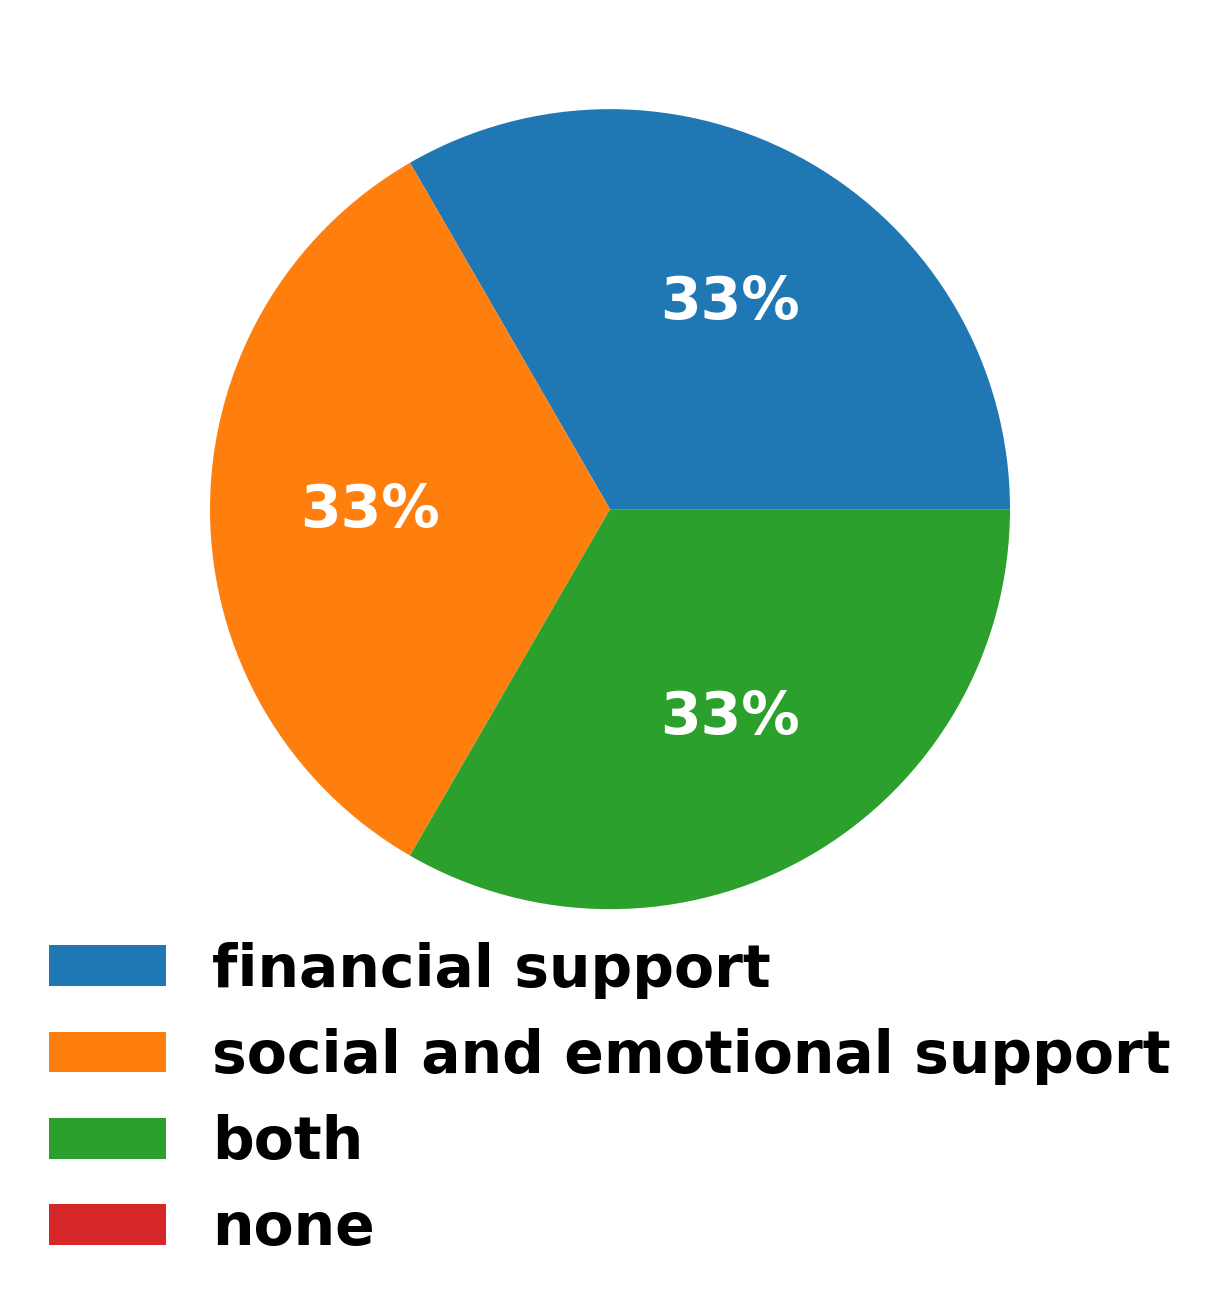 33%
33%
33%
financial support
social and emotional support
both
none